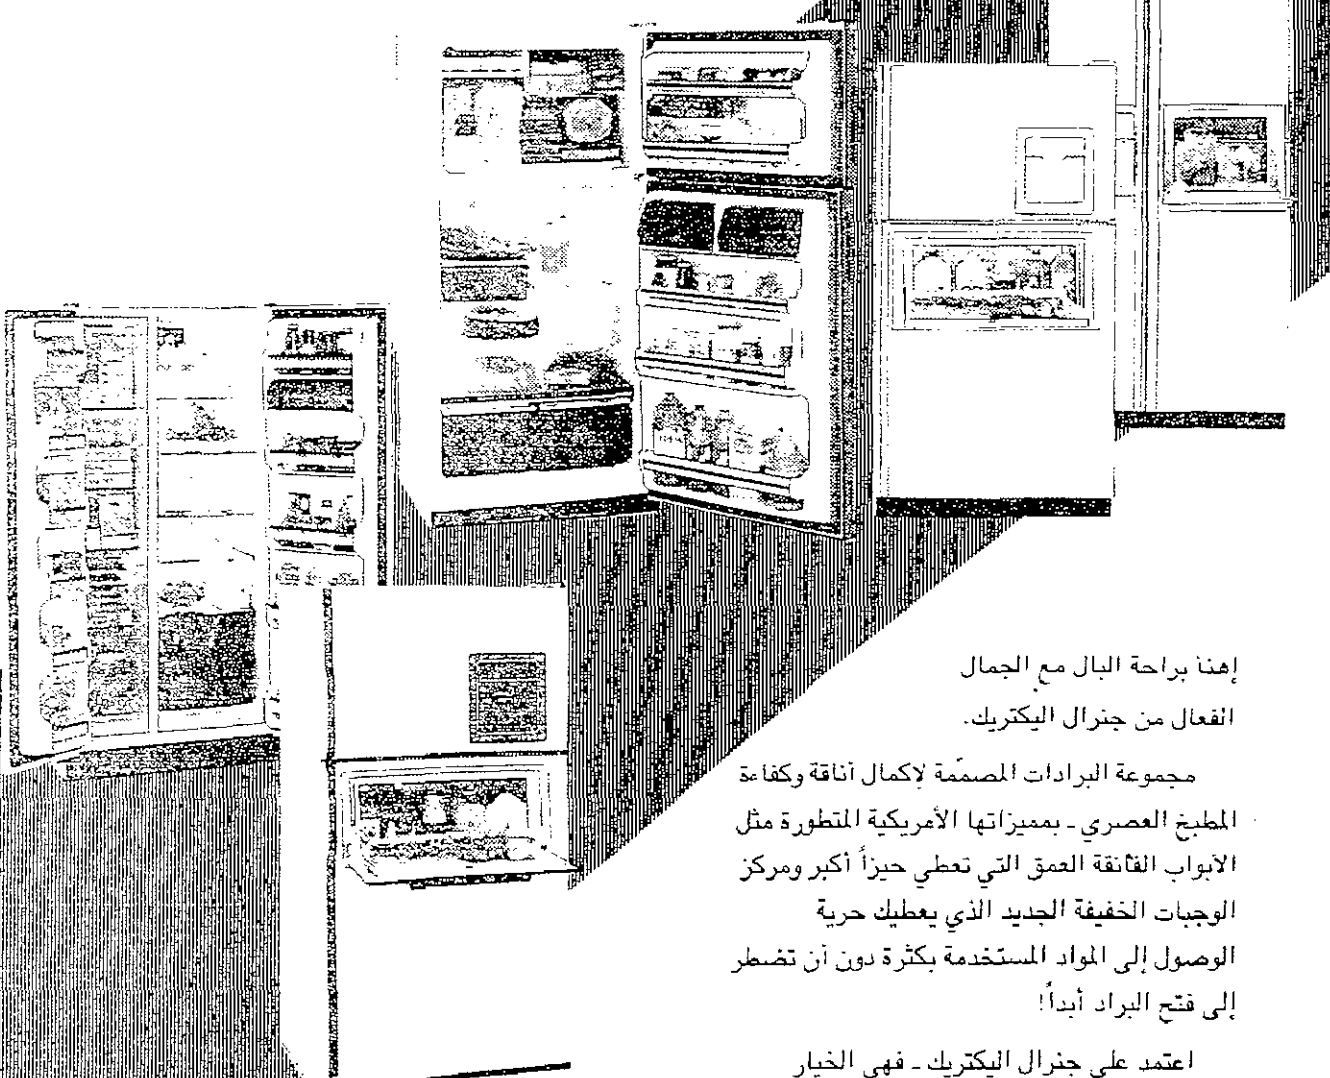 إهنأ براحة البال مع الجمال
الفعال من جنرال اليكتريك.
مجموعة البرادات المصممّة لإكمال أناقة وكفاءة
المطبخ العصري ـ بمميزاتها الأمريكية المتطورة مثل
الأبواب الفائقة العمق التي تعطي حيزاً أكبر ومركز
الوجبات الخفيفة الجديد الذي يعطيك حرية
الوصول إلى المواد المستخدمة بكثرة دون أن تضطر
إلى فتح البراد أبداً!
اعتمد على جنرال اليكتريك ـ فهي الخيار